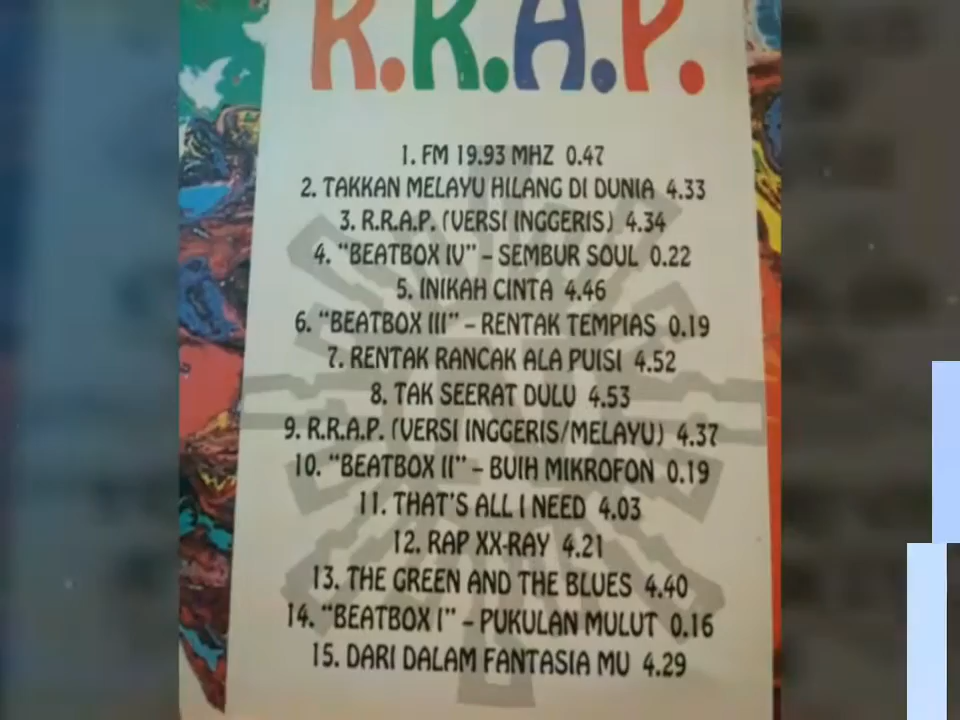 R.R.A.P.
1. FM 19.93 MHZ 0.47
2. TAKKAN MELAYU HILANG DI DUNIA 4.33
3. R.R.A.P. (VERSI INGGERIS) 4.34
4. "BEATBOX IV" – SEMBUR SOUL 0.22
5. INIKAH CINTA 4.46
6. "BEATBOX III" – RENTAK TEMPIAS 0.19
7. RENTAK RANCAK ALA PUISI 4.52
8. TAK SEERAT DULU 4.53
9. R.R.A.P. (VERSI INGGERIS/MELAYU) 4.37
10. "BEATBOX II" – BUIH MIKROFON 0.19
11. THAT'S ALL I NEED 4.03
12. RAP XX-RAY 4.21
13. THE GREEN AND THE BLUES 4.40
14. "BEATBOX I" – PUKULAN MULUT 0.16
15. DARI DALAM FANTASIA MU 4.29